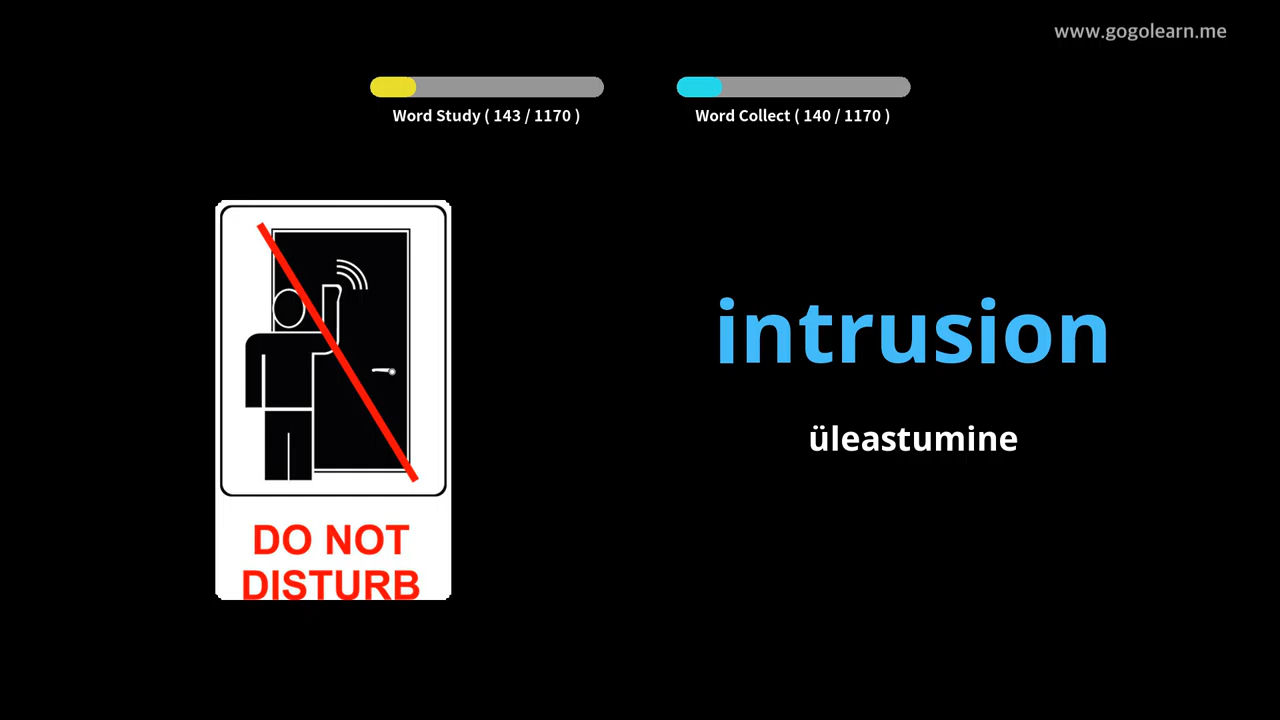 www.gogolearn.me
Word Study ( 143 / 1170 )
Word Collect ( 140 / 1170 )
intrusion
üleastumine
DO NOT
DISTURB